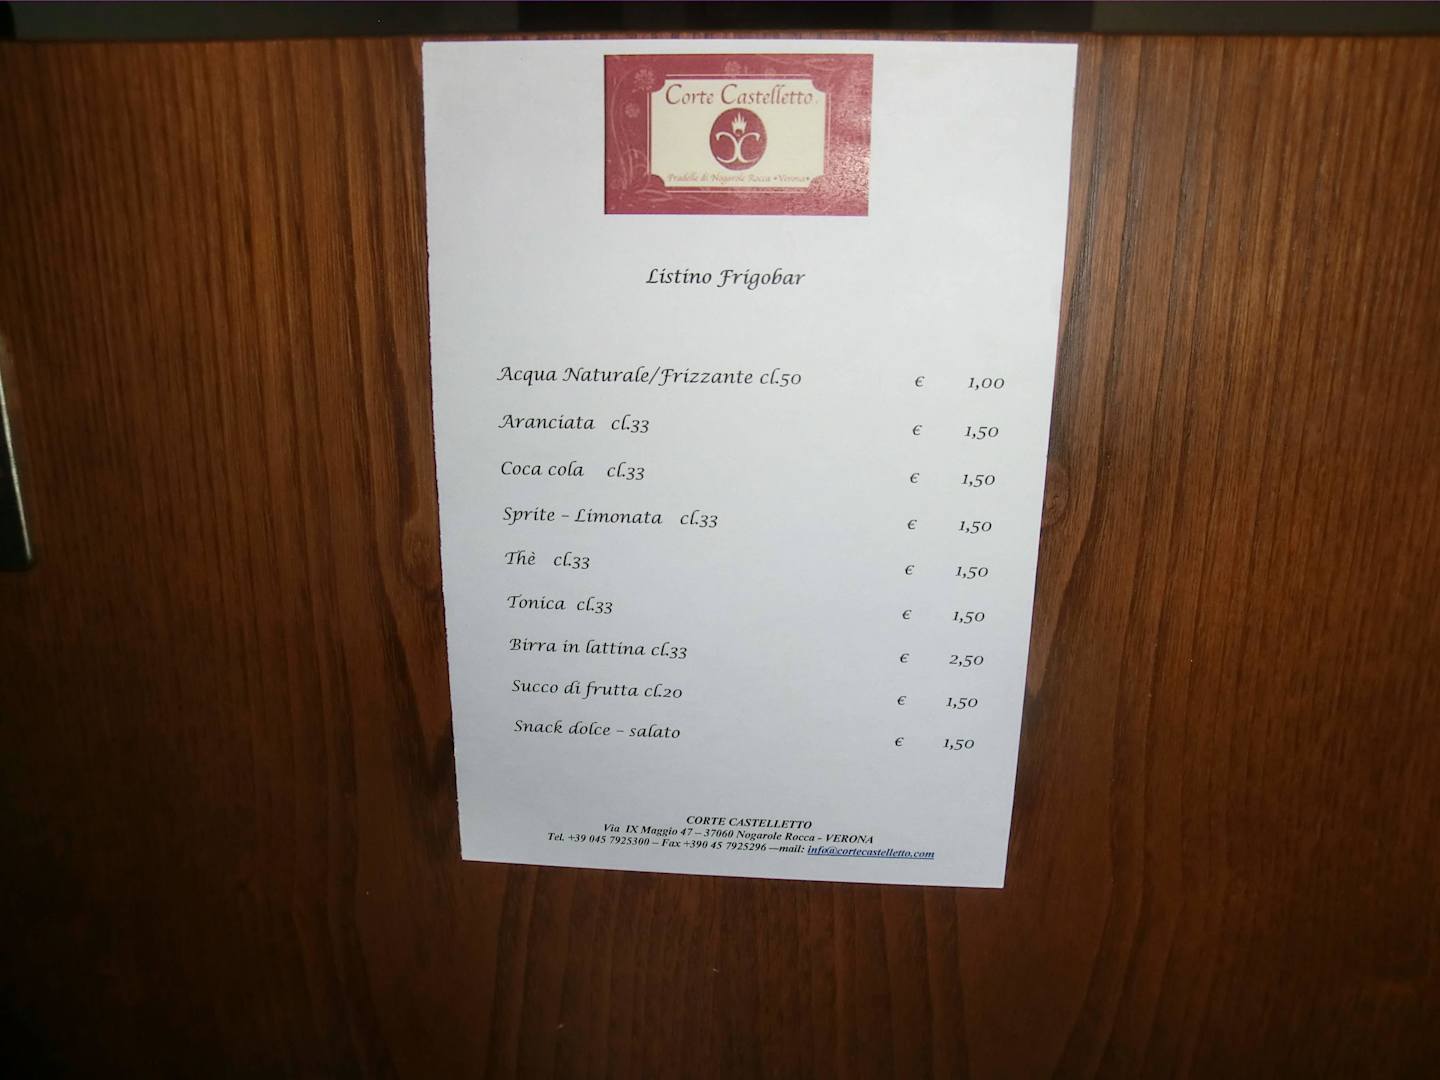 Corte Castelletto
Pradelle di Nogarole Rocca •Verona•
Listino Frigobar
Acqua Naturale/Frizzante cl.50 € 1,00
Aranciata cl.33 € 1,50
Coca cola cl.33 € 1,50
Sprite – Limonata cl.33 € 1,50
Thè cl.33 € 1,50
Tonica cl.33 € 1,50
Birra in lattina cl.33 € 2,50
Succo di frutta cl.20 € 1,50
Snack dolce – salato € 1,50
CORTE CASTELLETTO
Via IX Maggio 47 – 37060 Nogarole Rocca - VERONA
Tel. +39 045 7925300 – Fax +390 45 7925296 —mail: info@cortecastelletto.com